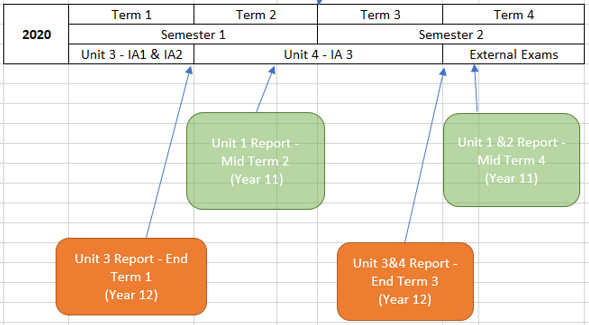 2020
Term 1 Term 2 Term 3 Term 4
Semester 1 Semester 2
Unit 3 - IA1 & IA2 Unit 4 - IA 3 External Exams
Unit 1 Report -
Mid Term 2
(Year 11)
Unit 1 &2 Report -
Mid Term 4
(Year 11)
Unit 3 Report - End
Term 1
(Year 12)
Unit 3&4 Report -
End Term 3
(Year 12)